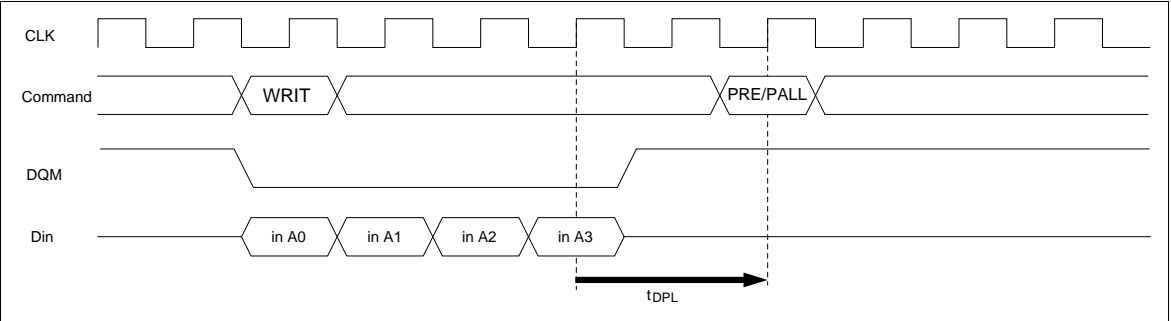 CLK
Command WRIT PRE/PALL
DQM
Din in A0 in A1 in A2 in A3
tDPL